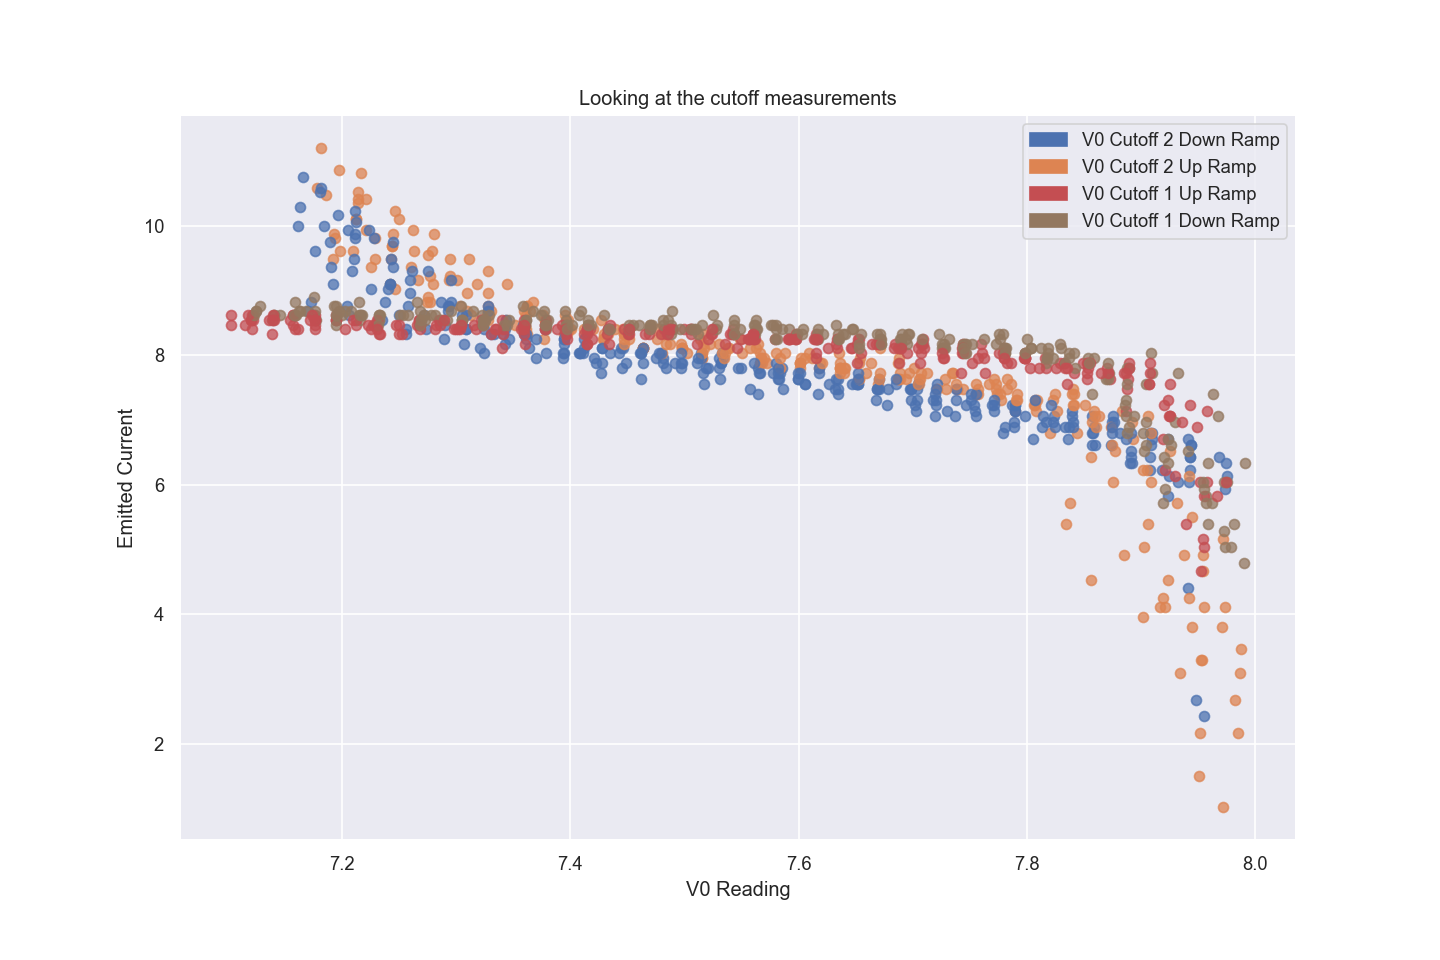 Looking at the cutoff measurements
V0 Cutoff 2 Down Ramp
V0 Cutoff 2 Up Ramp
V0 Cutoff 1 Up Ramp
V0 Cutoff 1 Down Ramp
Emitted Current
10
8
6
4
2
7.2
7.4
7.6
7.8
8.0
V0 Reading